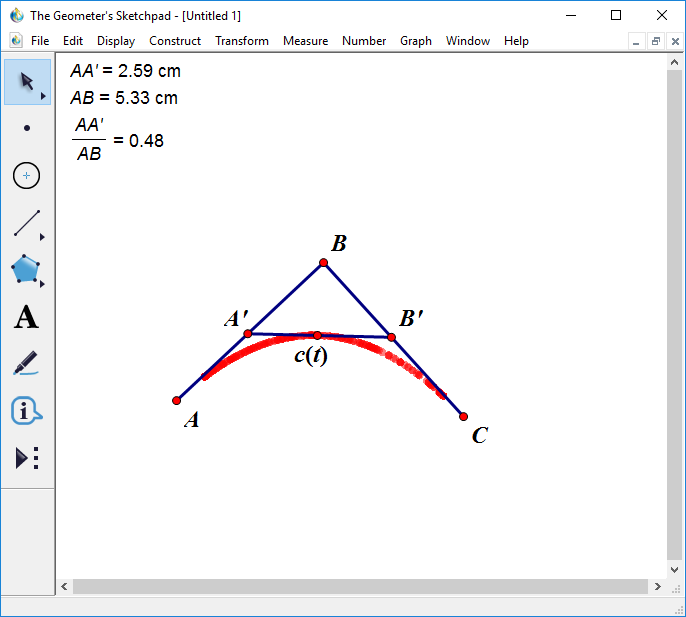 The Geometer's Sketchpad - [Untitled 1]
File Edit Display Construct Transform Measure Number Graph Window Help
AA' = 2.59 cm
AB = 5.33 cm
AA'
AB
= 0.48
A
i
B
A'
B'
c(t)
A
C